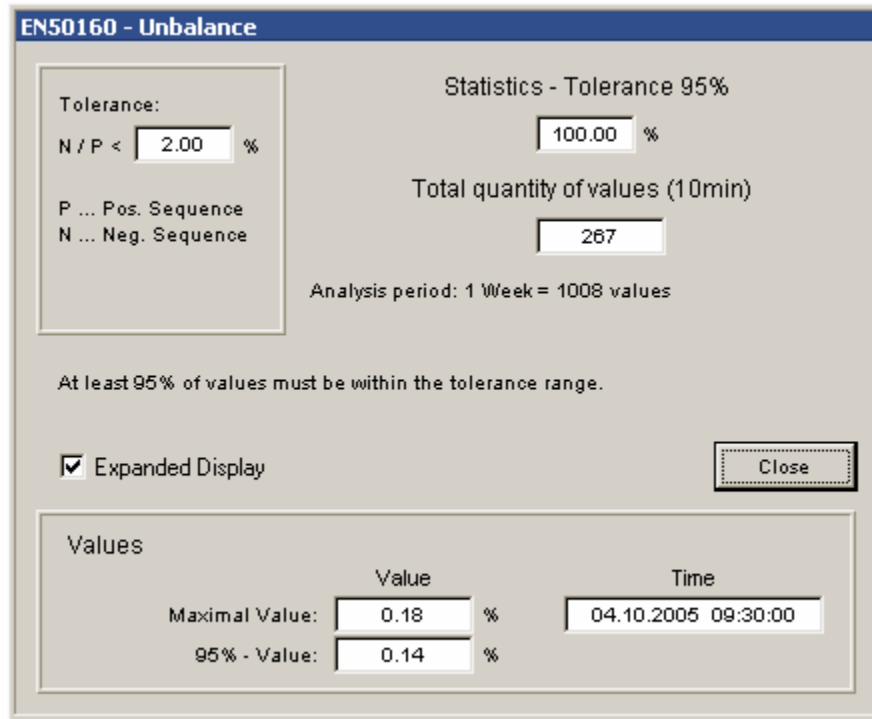 EN50160 - Unbalance
Tolerance:
N / P < 2.00 %
P ... Pos. Sequence
N ... Neg. Sequence
Statistics - Tolerance 95%
100.00 %
Total quantity of values (10min)
267
Analysis period: 1 Week = 1008 values
At least 95% of values must be within the tolerance range.
Expanded Display
Close
Values
Value Time
Maximal Value: 0.18 % 04.10.2005 09:30:00
95% - Value: 0.14 %